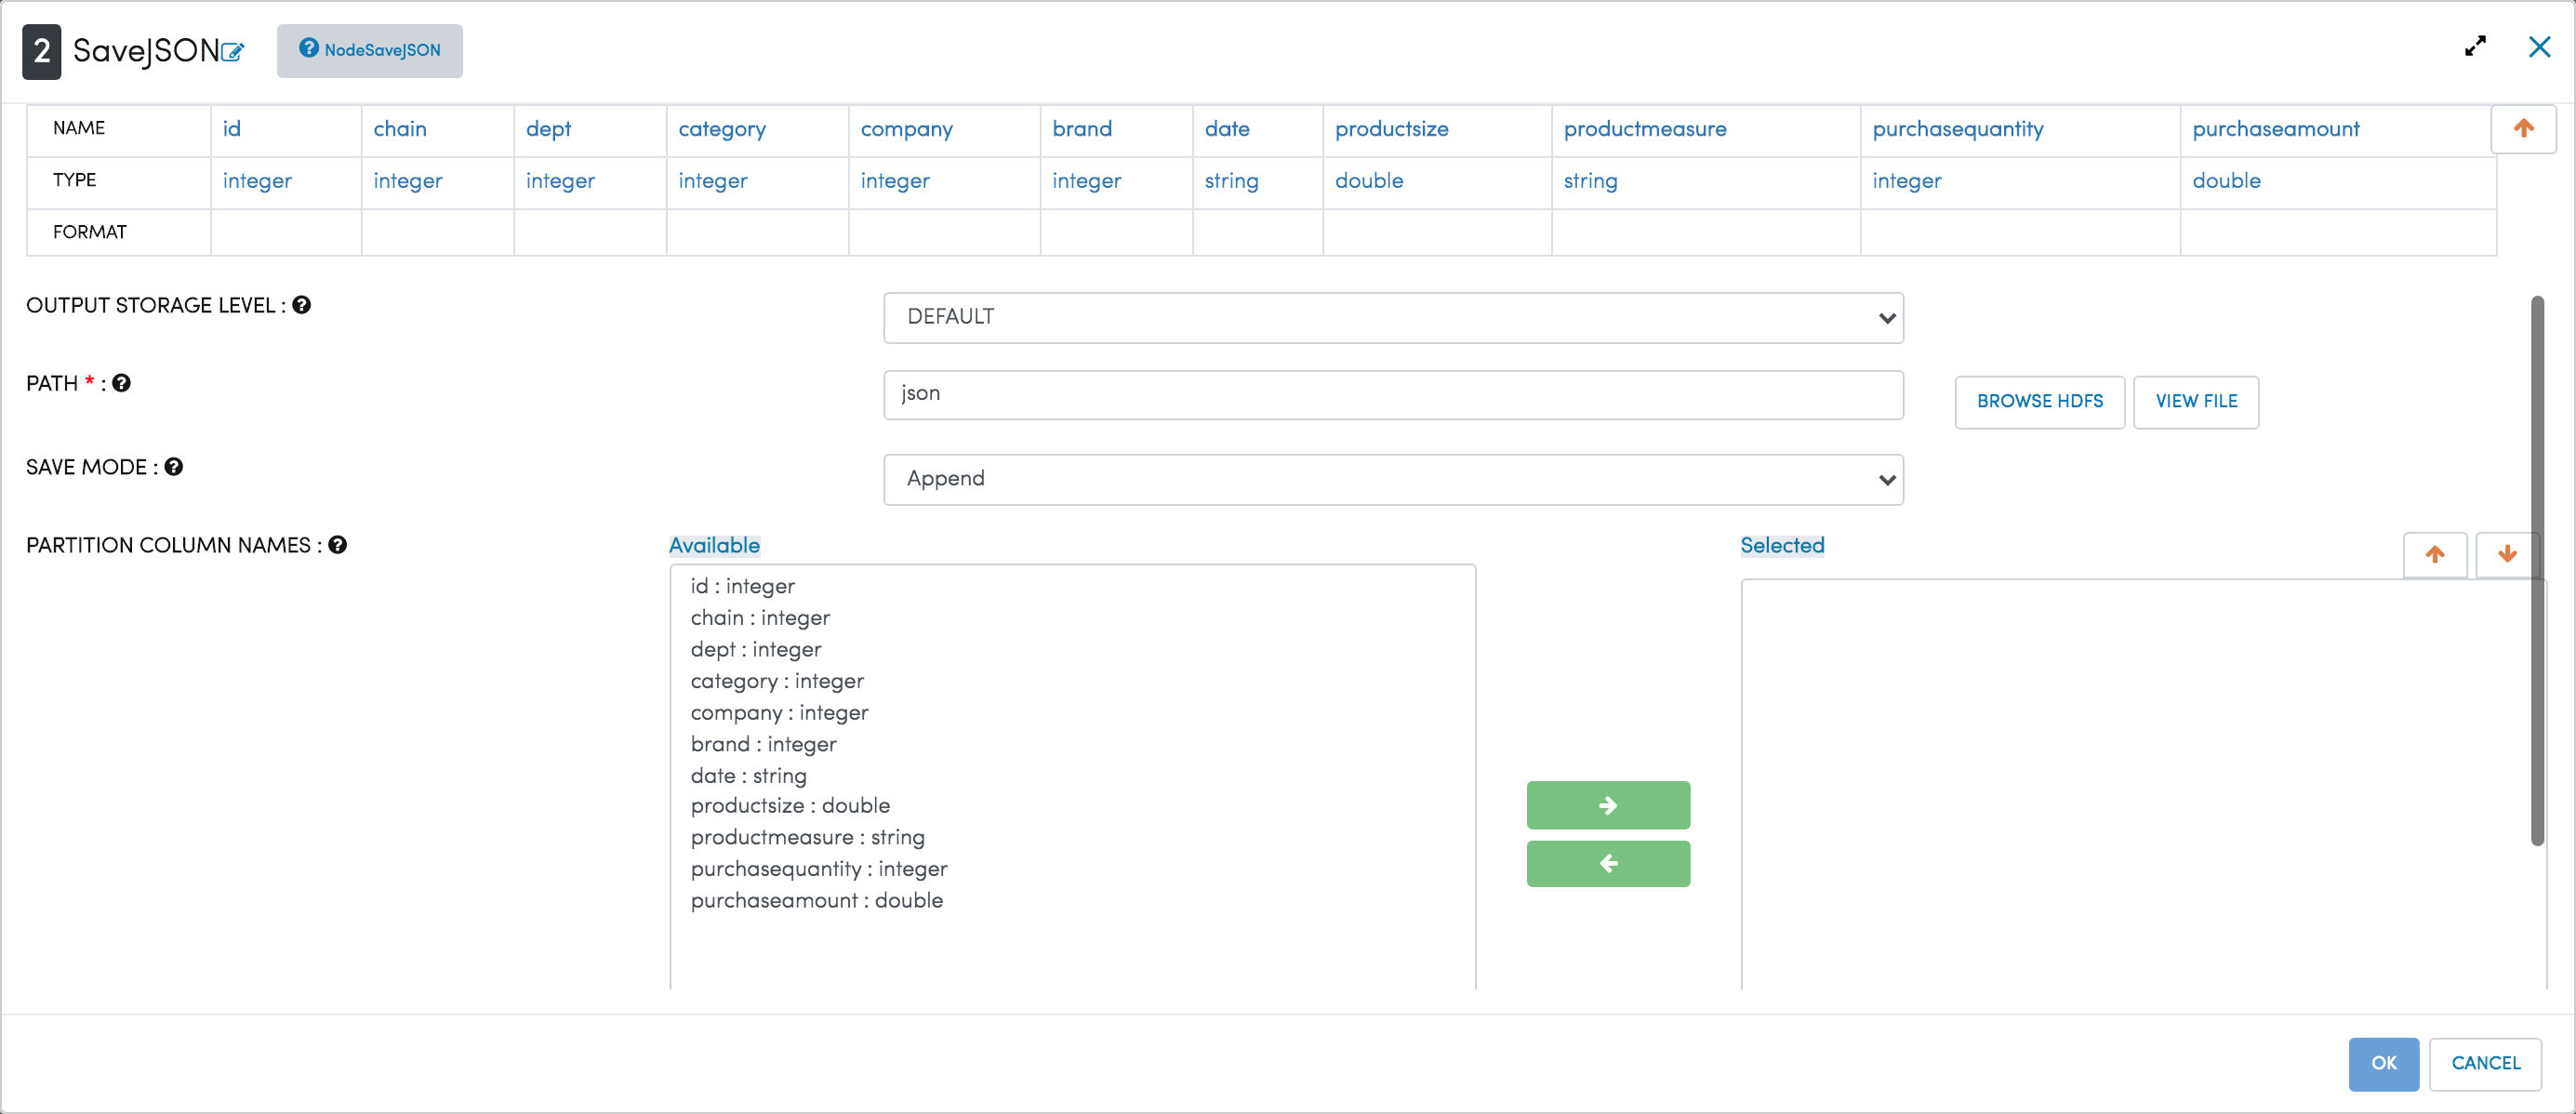 2 SaveJSON NodeSaveJSON
NAME id chain dept category company brand date productsize productmeasure purchasequantity purchaseamount
TYPE integer integer integer integer integer integer string double string integer double
FORMAT
OUTPUT STORAGE LEVEL : DEFAULT
PATH * : json BROWSE HDFS VIEW FILE
SAVE MODE : Append
PARTITION COLUMN NAMES : Available Selected
id : integer
chain : integer
dept : integer
category : integer
company : integer
brand : integer
date : string
productsize : double
productmeasure : string
purchasequantity : integer
purchaseamount : double
OK CANCEL